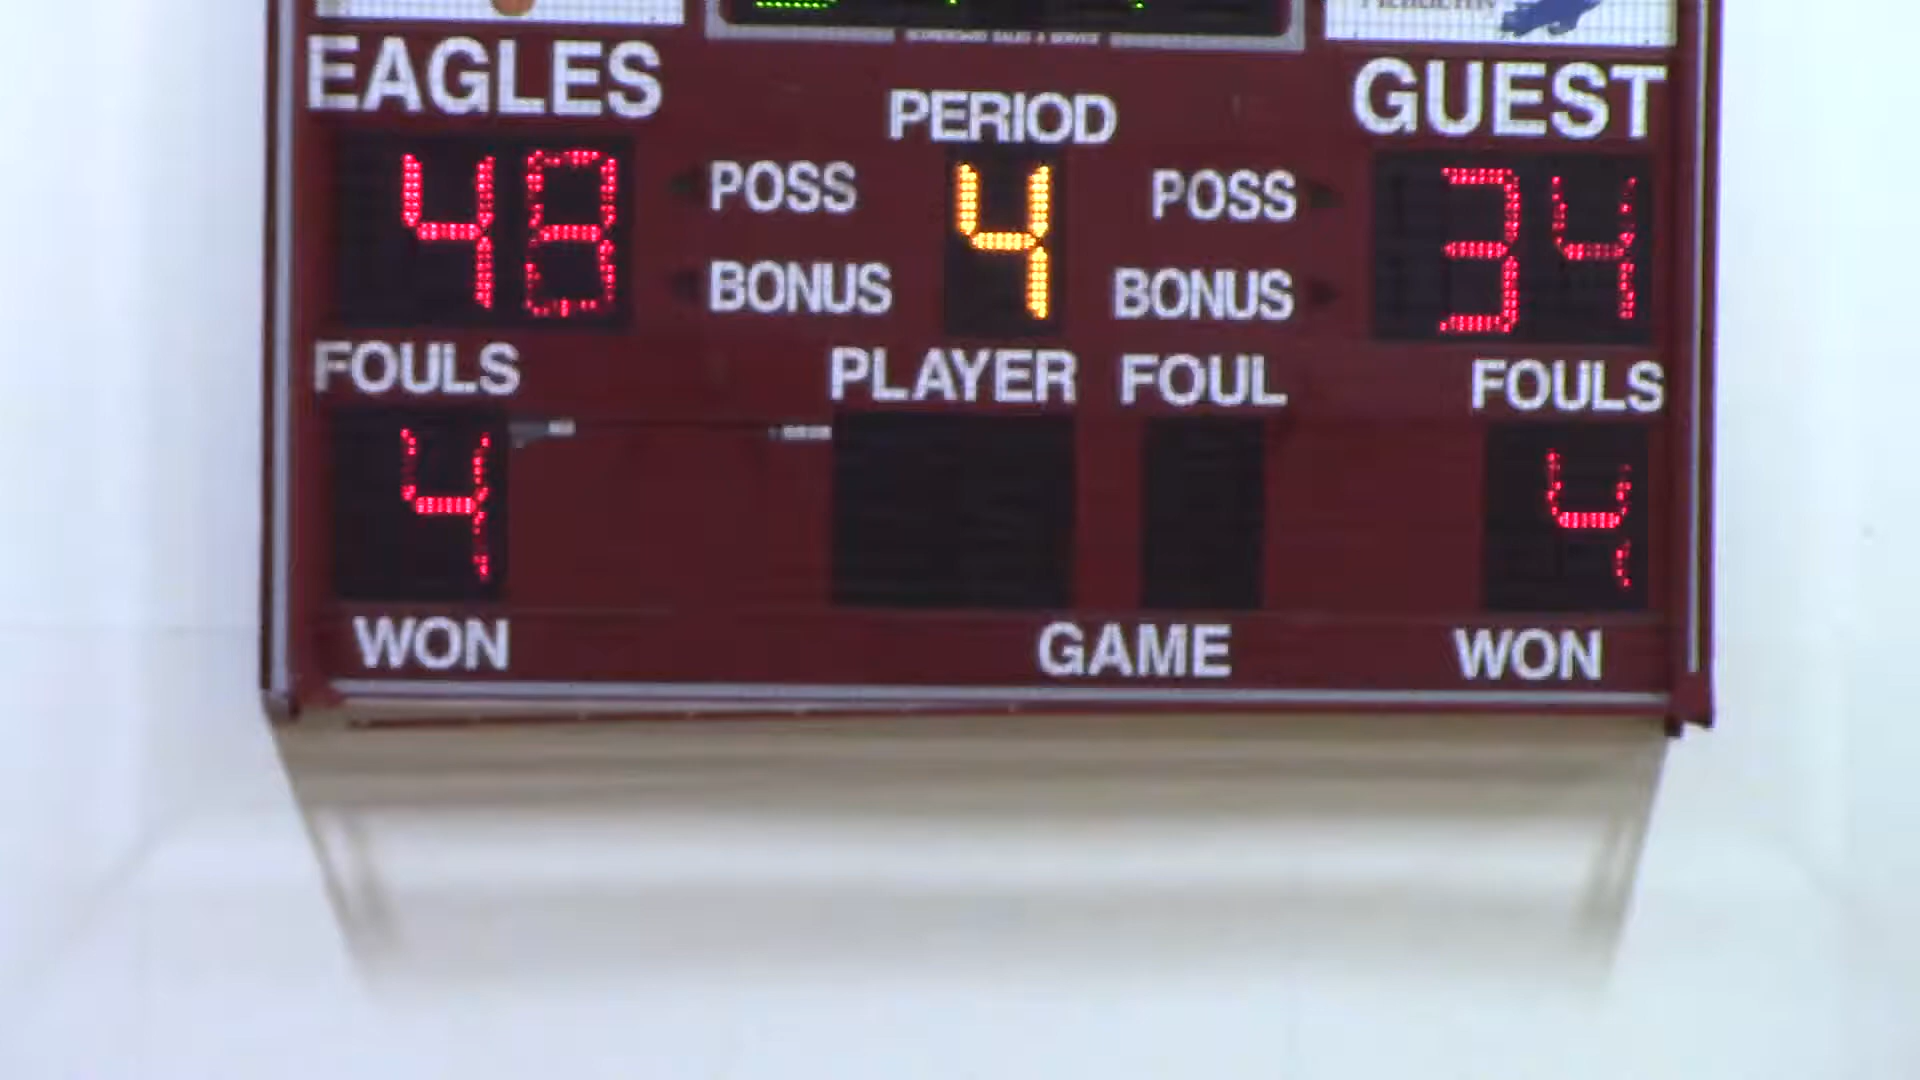 EAGLES
PERIOD
GUEST
48
POSS
4
POSS
34
BONUS
BONUS
FOULS
PLAYER
FOUL
FOULS
4
4
WON
GAME
WON